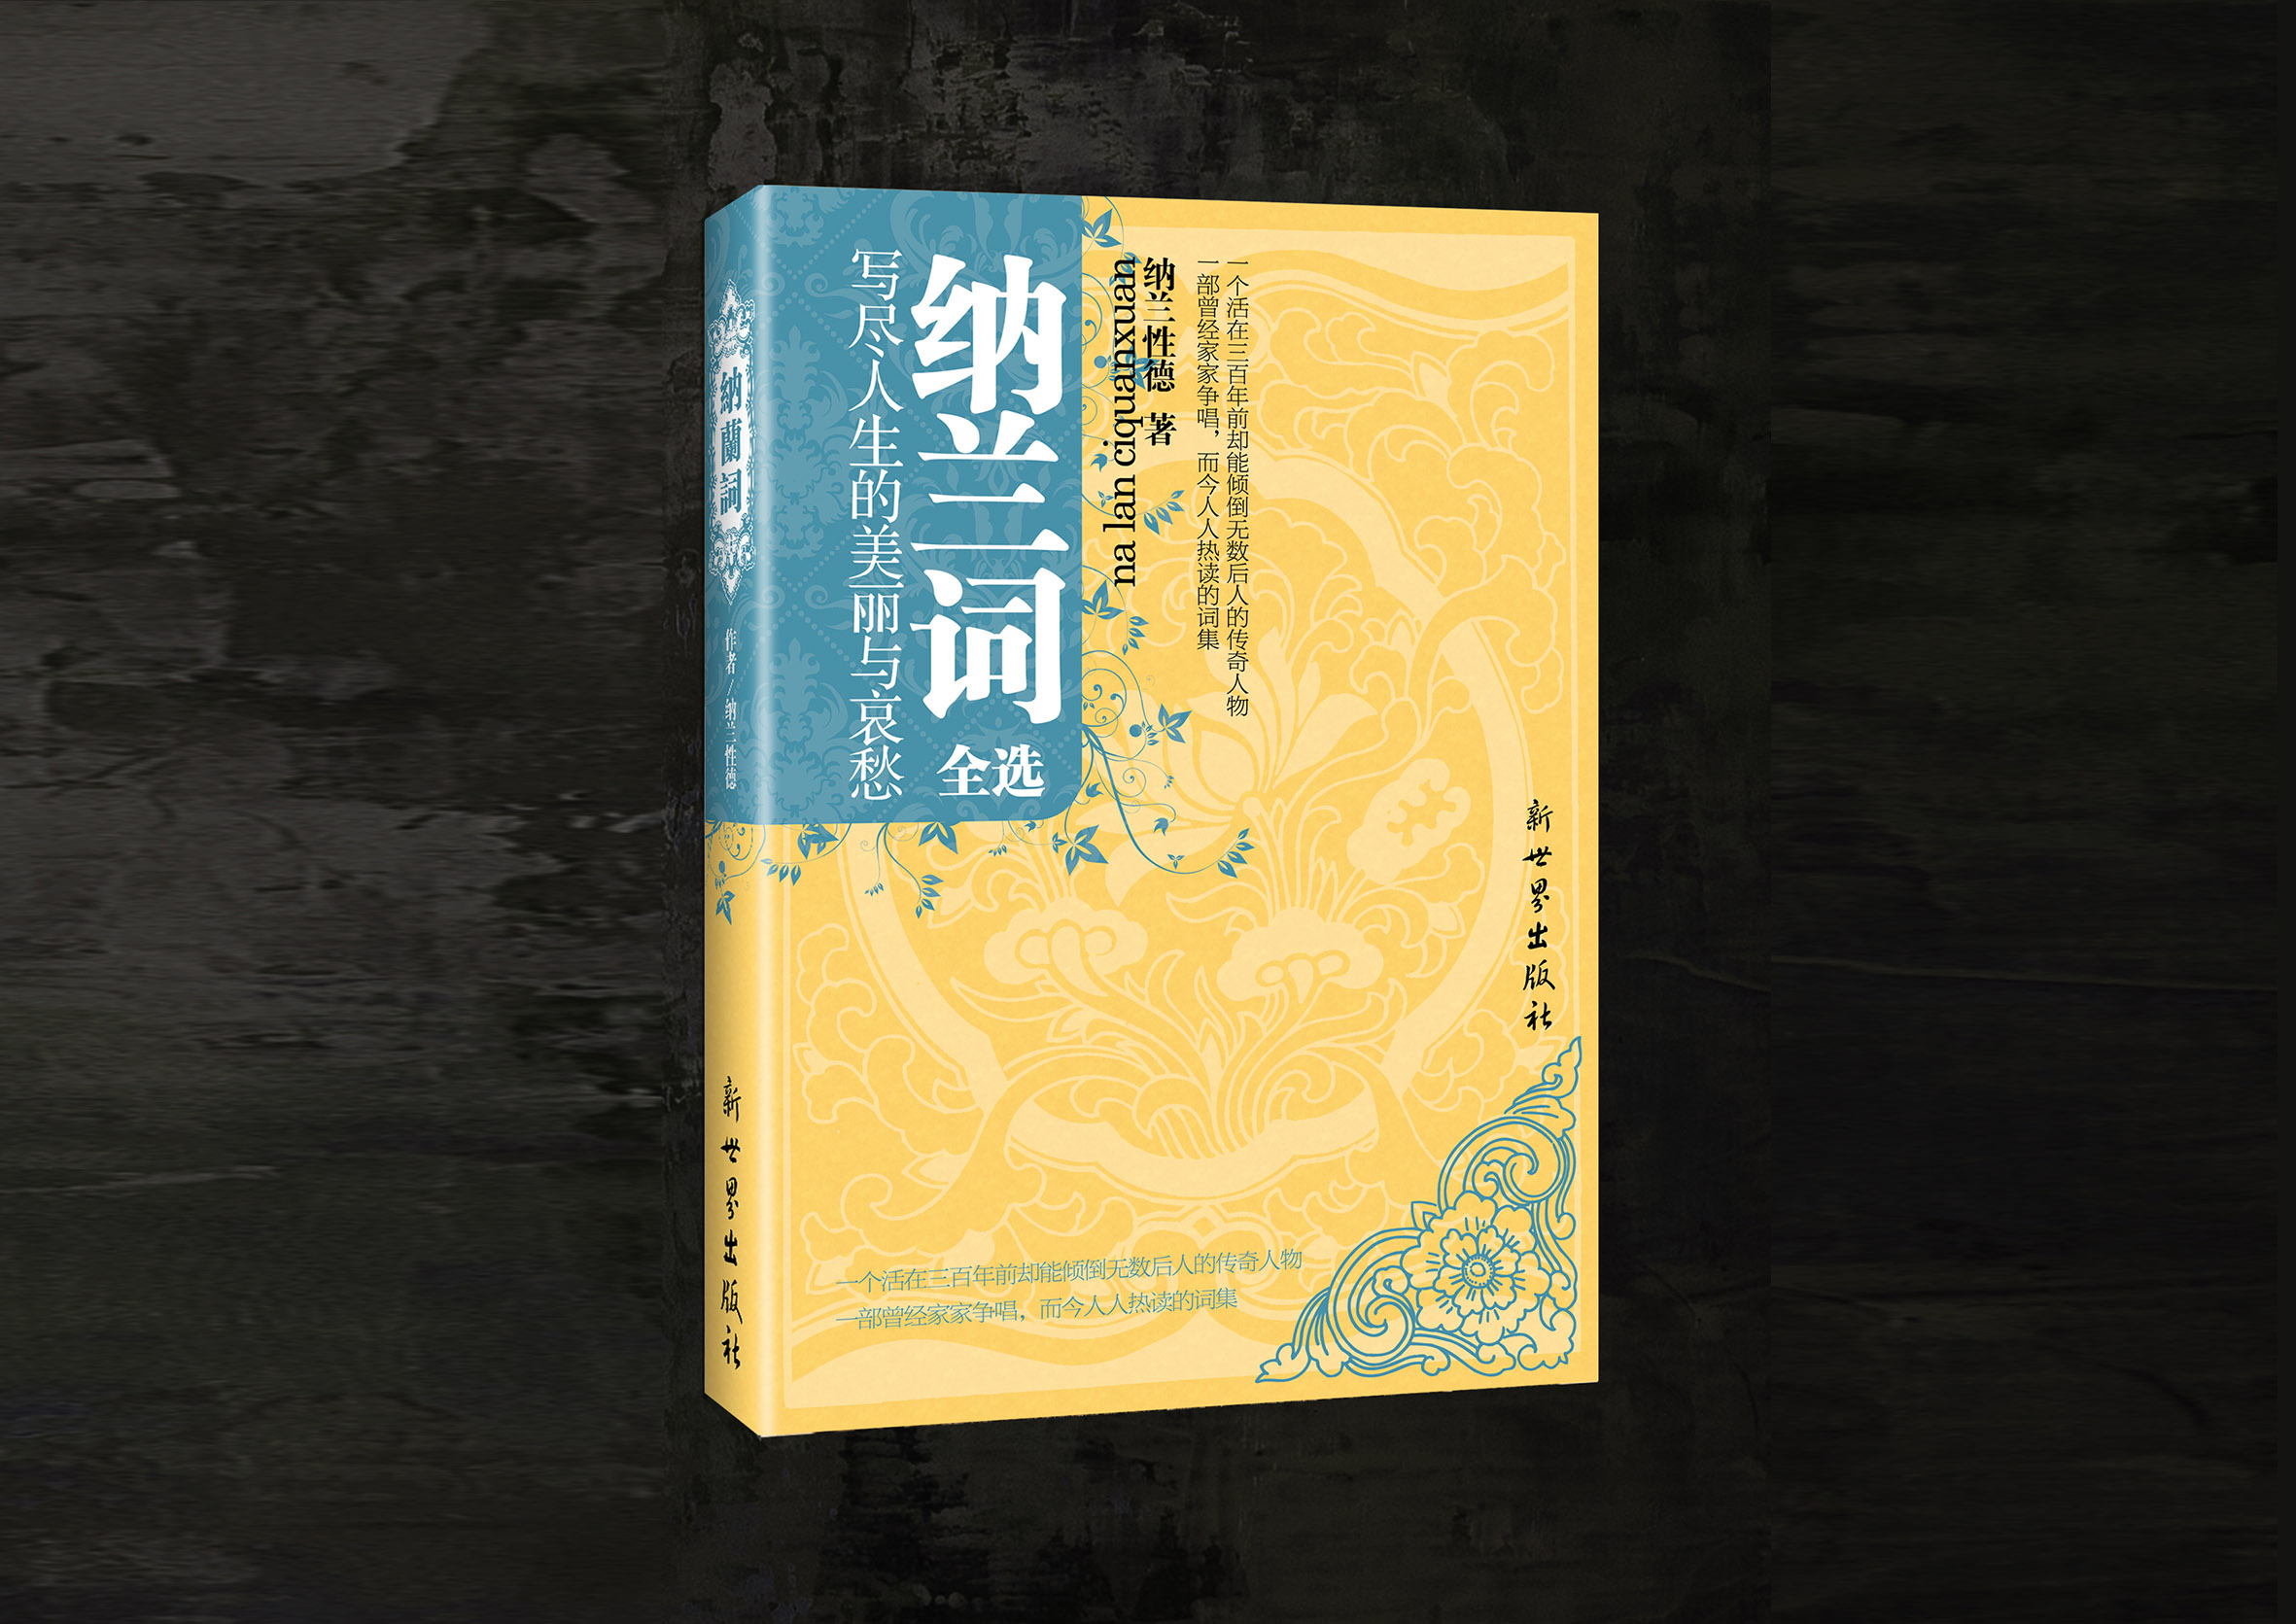 纳兰词
全选
写尽人生的美丽与哀愁
一个活在三百年前却能倾倒无数后人的传奇人物
一部曾经家家争唱，而今人人热读的词集
纳兰性德 著
na lan ciquanxuan
新世界出版社
一个活在三百年前却能倾倒无数后人的传奇人物
一部曾经家家争唱，而今人人热读的词集
納蘭詞
作者/纳兰性德
新世界出版社